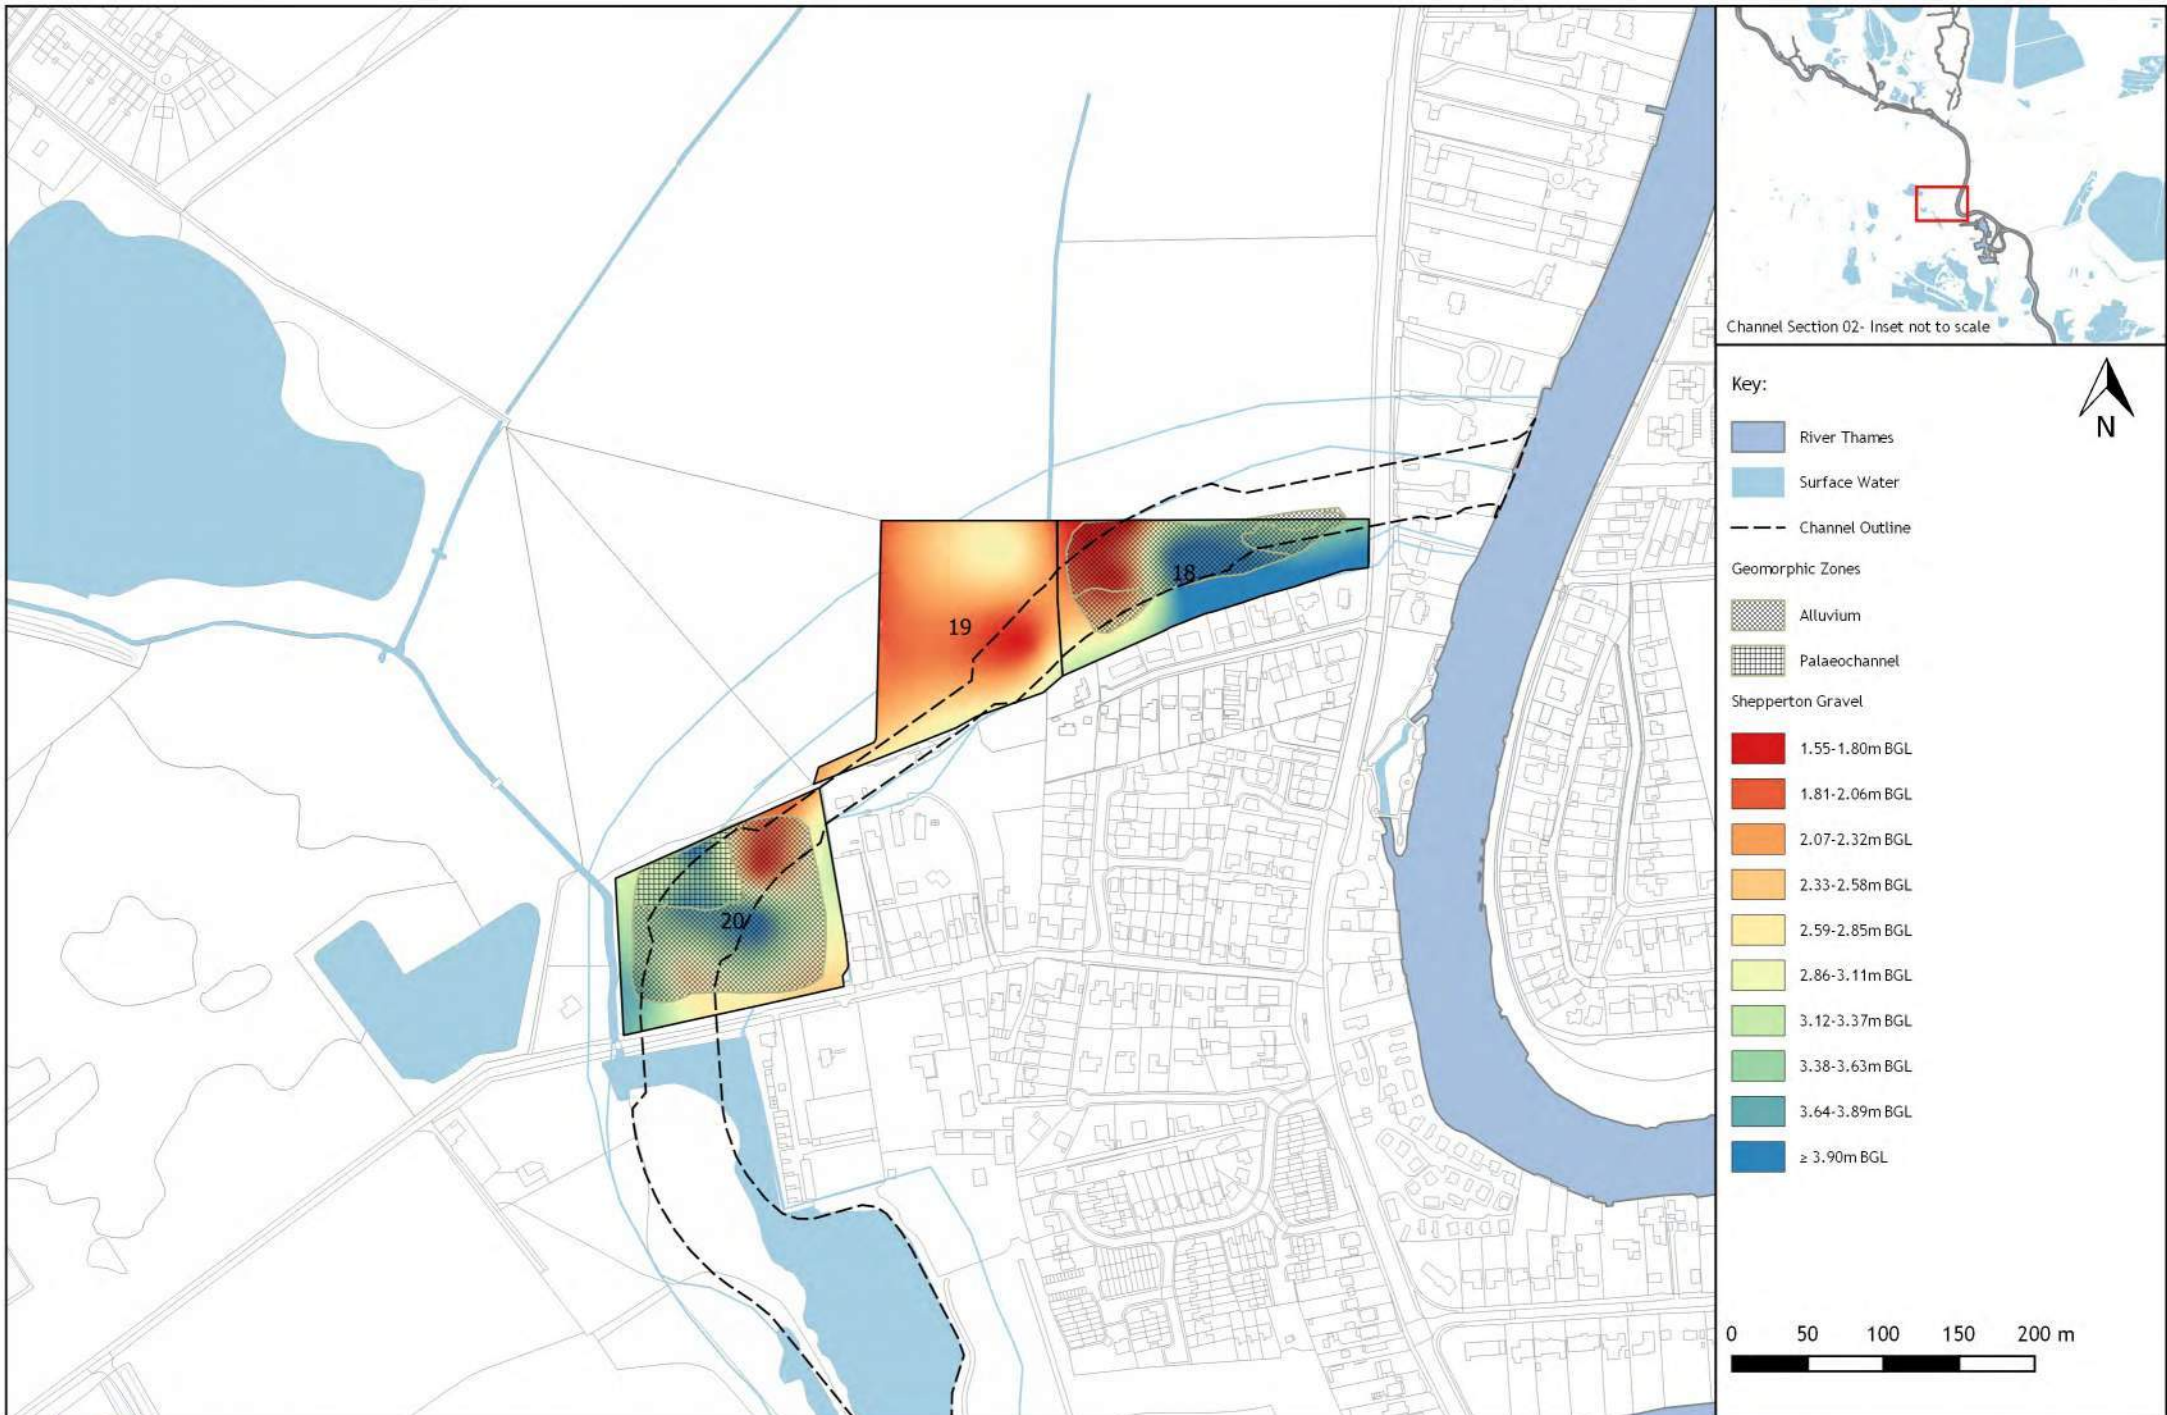 19
18
20
Channel Section 02- Inset not to scale
Key:
N
River Thames
Surface Water
Channel Outline
Geomorphic Zones
Alluvium
Palaeochannel
Shepperton Gravel
1.55-1.80m BGL
1.81-2.06m BGL
2.07-2.32m BGL
2.33-2.58m BGL
2.59-2.85m BGL
2.86-3.11m BGL
3.12-3.37m BGL
3.38-3.63m BGL
3.64-3.89m BGL
≥ 3.90m BGL
0 50 100 150 200 m